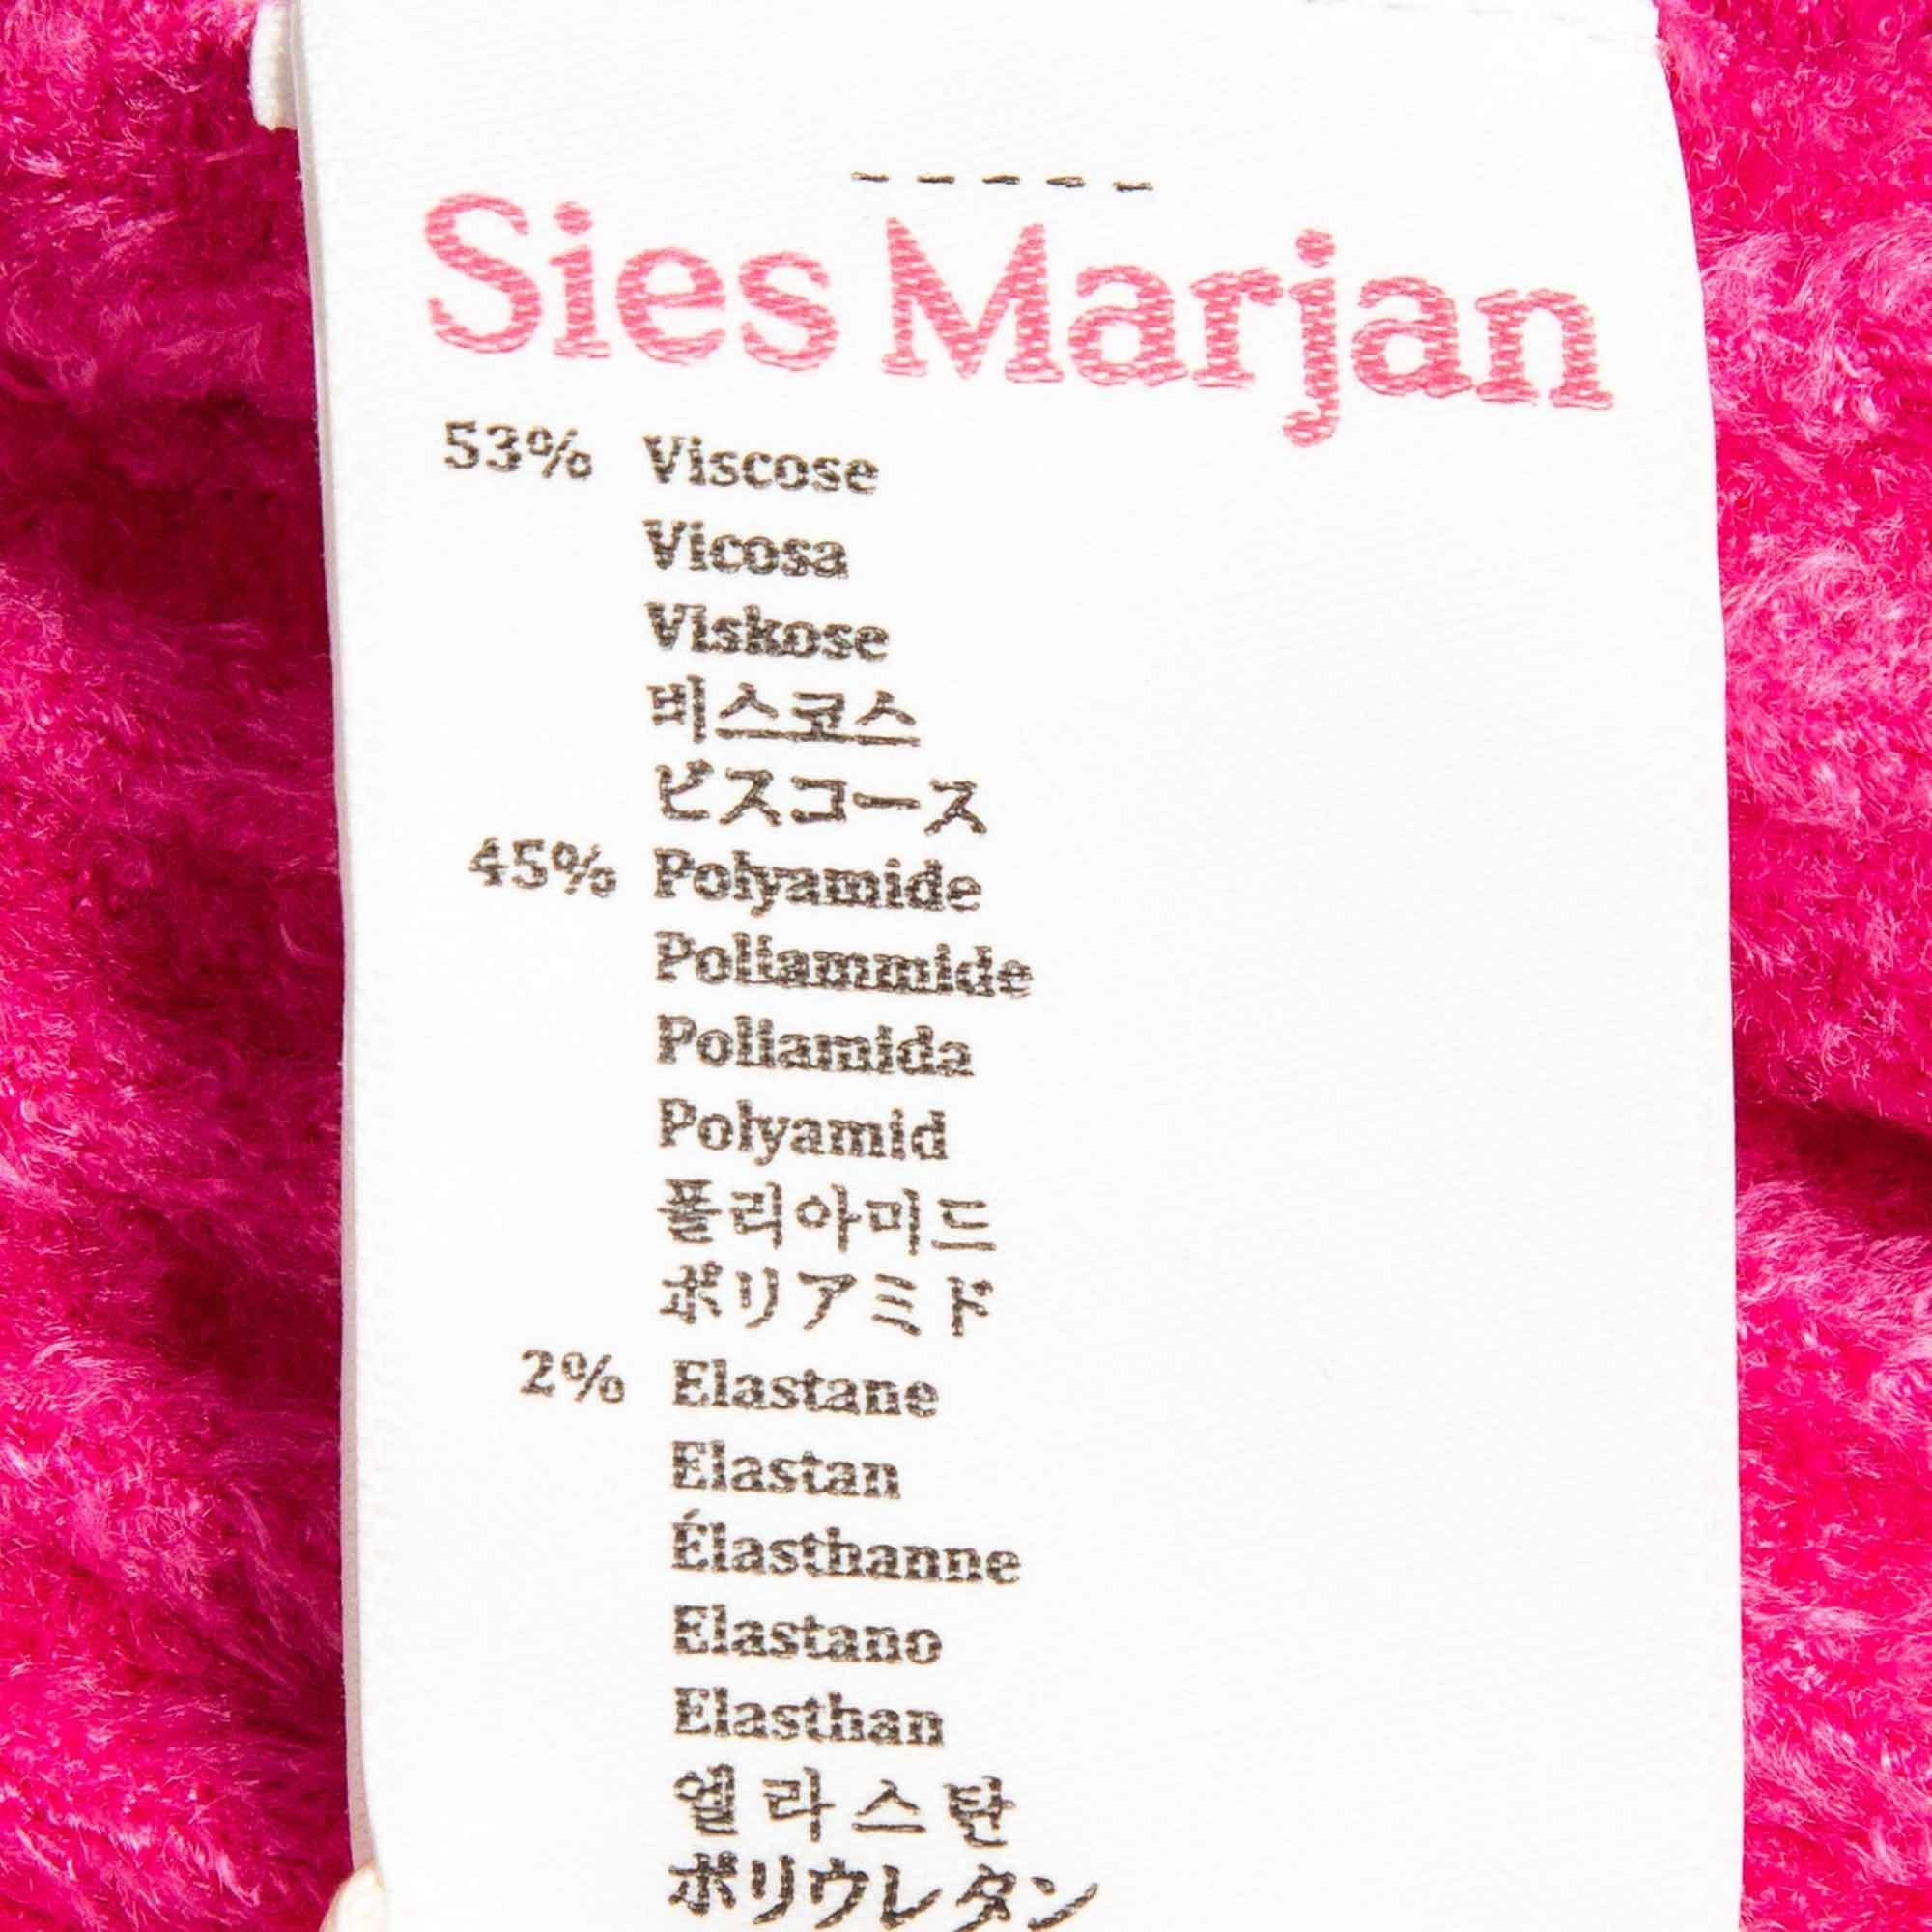 Sies Marjan
53% Viscose
Vicosa
Viskose
비스코스
ビスコース
45% Polyamide
Poliammide
Poliamida
Polyamid
폴리아미드
ポリアミド
2% Elastane
Elastan
Élasthanne
Elastano
Elasthan
엘라스탄
ポリウレタン